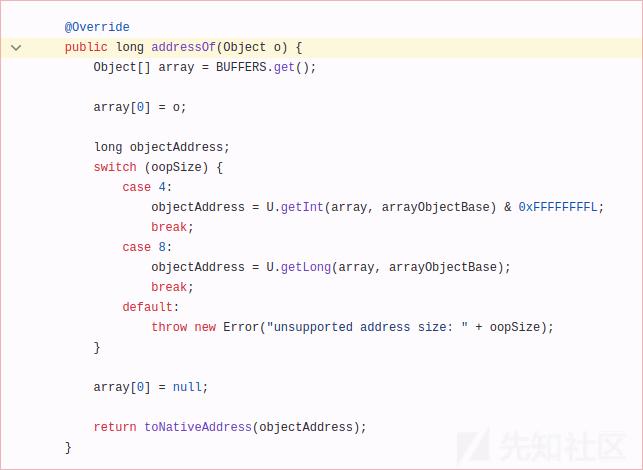 @Override
public long addressOf(Object o) {
    Object[] array = BUFFERS.get();

    array[0] = o;

    long objectAddress;
    switch (oopSize) {
        case 4:
            objectAddress = U.getInt(array, arrayObjectBase) & 0xFFFFFFFFL;
            break;
        case 8:
            objectAddress = U.getLong(array, arrayObjectBase);
            break;
        default:
            throw new Error("unsupported address size: " + oopSize);
    }

    array[0] = null;

    return toNativeAddress(objectAddress);
}
先知社区